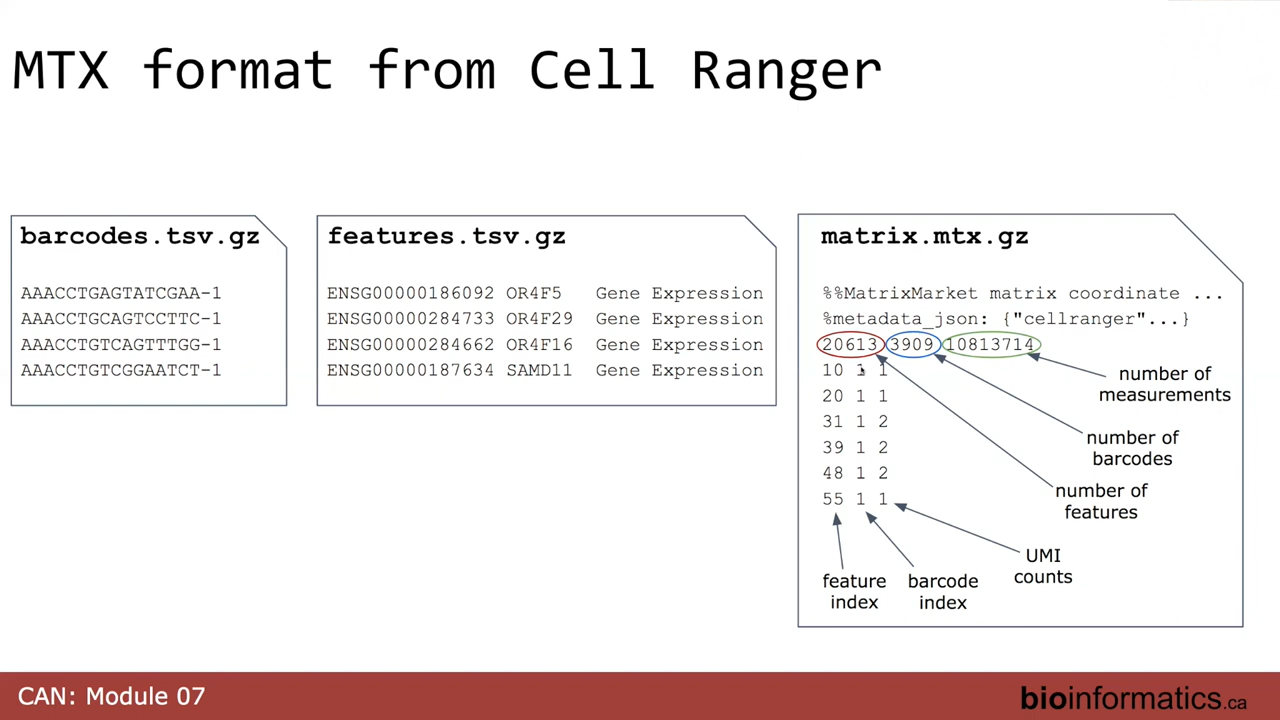 MTX format from Cell Ranger
barcodes.tsv.gz
AAACCTGAGTATCGAA-1
AAACCTGCAGTCCTTC-1
AAACCTGTCAGTTTGG-1
AAACCTGTCGGAATCT-1
features.tsv.gz
ENSG00000186092 OR4F5 Gene Expression
ENSG00000284733 OR4F29 Gene Expression
ENSG00000284662 OR4F16 Gene Expression
ENSG00000187634 SAMD11 Gene Expression
matrix.mtx.gz
%%MatrixMarket matrix coordinate ...
%metadata_json: {"cellranger"...}
20613 3909 10813714
10 1 1
20 1 1
31 1 2
39 1 2
48 1 2
55 1 1
number of
measurements
number of
barcodes
number of
features
UMI
counts
feature
index
barcode
index
CAN: Module 07
bioinformatics.ca